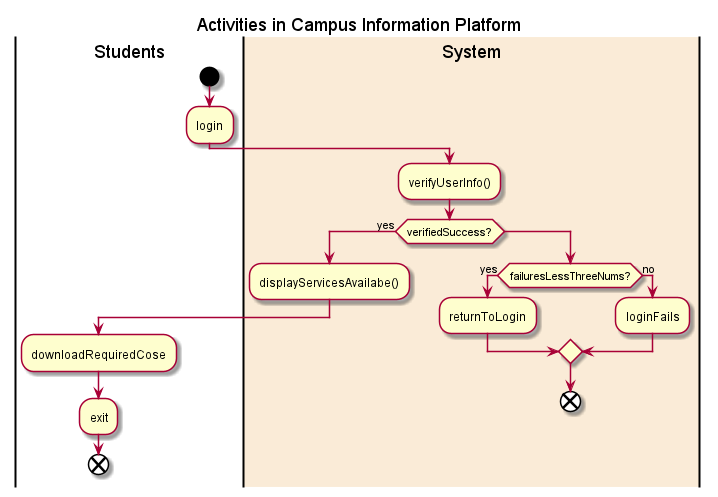 Activities in Campus Information Platform
Students
System
login
verifyUserInfo()
verifiedSuccess?
yes
displayServicesAvailabe()
failuresLessThreeNums?
yes
no
returnToLogin
loginFails
downloadRequiredCose
exit